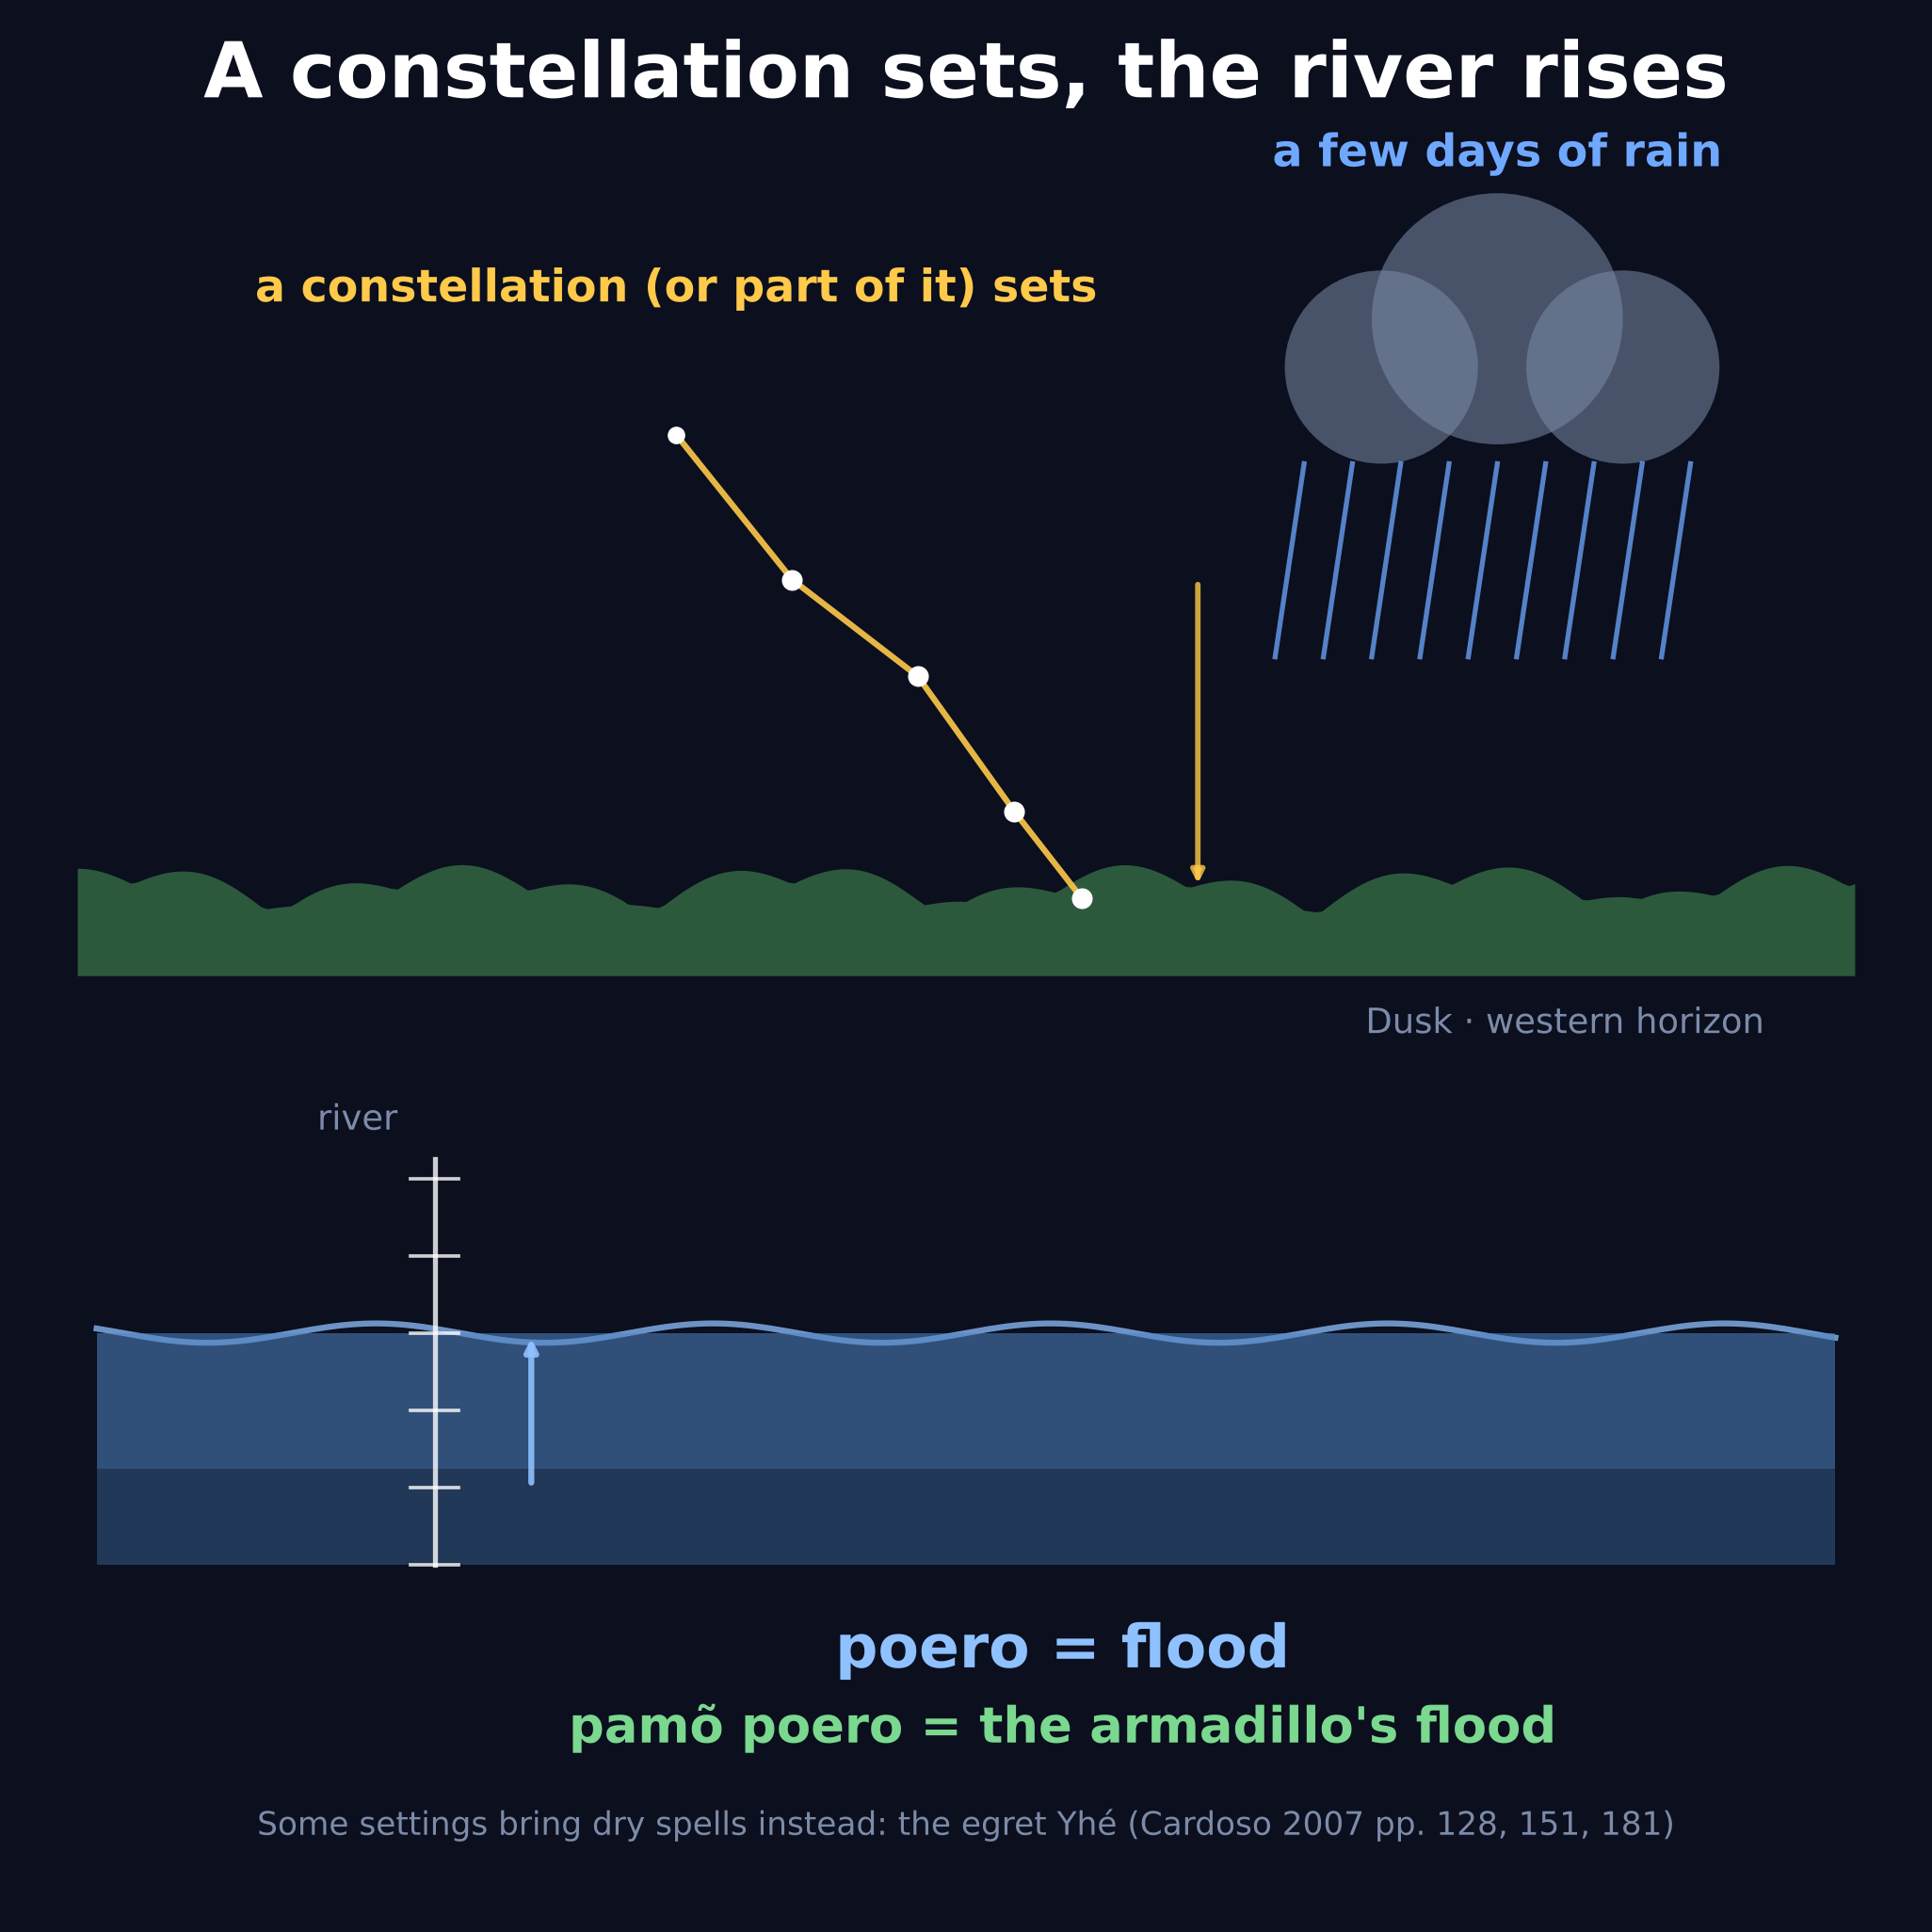 A constellation sets, the river rises
a few days of rain
a constellation (or part of it) sets
Dusk · western horizon
river
poero = flood
pamõ poero = the armadillo's flood
Some settings bring dry spells instead: the egret Yhé (Cardoso 2007 pp. 128, 151, 181)